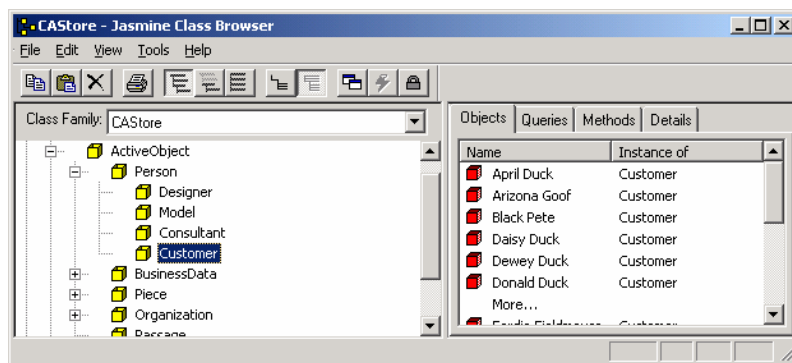 CAStore - Jasmine Class Browser
File Edit View Tools Help
Class Family: CAStore
ActiveObject
Person
Designer
Model
Consultant
Customer
BusinessData
Piece
Organization
Passage
Objects Queries Methods Details
Name Instance of
April Duck Customer
Arizona Goof Customer
Black Pete Customer
Daisy Duck Customer
Dewey Duck Customer
Donald Duck Customer
More...
Customer